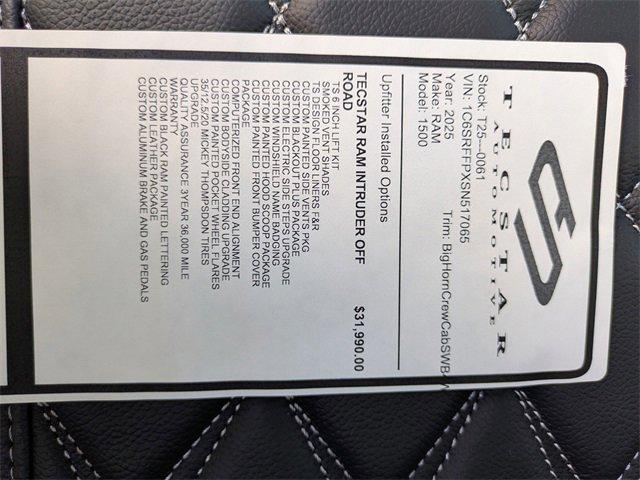 TECSTAR
AUTOMOTIVE
Stock: T25---0061
VIN: 1C6SRFFPXSN517065
Year: 2025 Trim: BigHornCrewCabSWB4W
Make: RAM
Model: 1500
Upfitter Installed Options
TECSTAR RAM INTRUDER OFF $31,990.00
ROAD
TS 6 INCH LIFT KIT
SMOKED VENT SHADES
TS DESIGN FLOOR LINERS F&R
CUSTOM PAINTED SIDE VENTS PKG
CUSTOM BLACKOUT PLUS PACKAGE
CUSTOM ELECTRIC SIDE STEPS UPGRADE
CUSTOM WINDSHIELD NAME BADGING
CUSTOM PAINTED HOOD SCOOP PACKAGE
CUSTOM PAINTED FRONT BUMPER COVER
PACKAGE
COMPUTERIZED FRONT END ALIGNMENT
CUSTOM BODYSIDE CLADDING UPGRADE
CUSTOM PAINTED POCKET WHEEL FLARES
35/12.5/20 MICKEY THOMPSDON TIRES
UPGRADE
QUALITY ASSURANCE 3YEAR 36,000 MILE
WARRANTY
CUSTOM BLACK RAM PAINTED LETTERING
CUSTOM LEATHER PACKAGE
CUSTOM ALUMINUM BRAKE AND GAS PEDALS